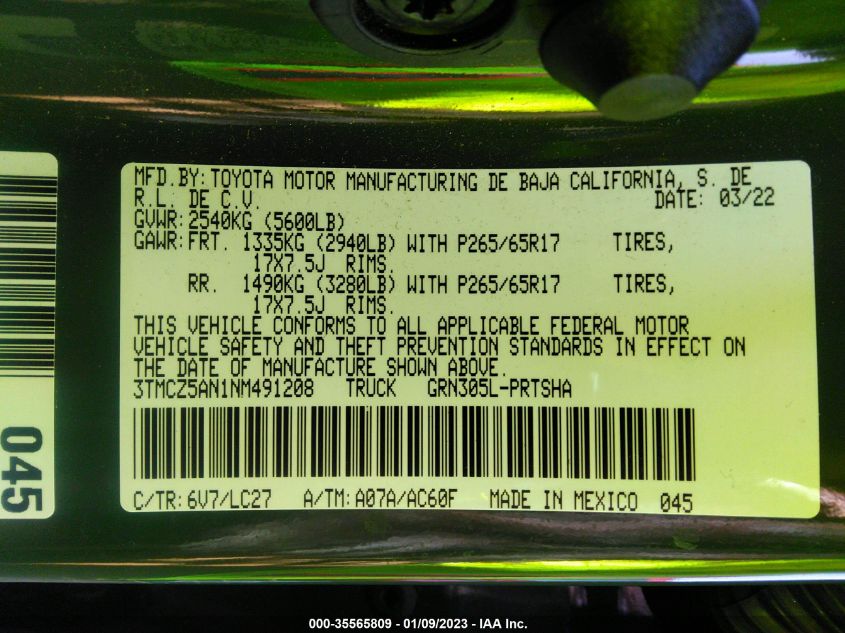 MFD.BY:TOYOTA MOTOR MANUFACTURING DE BAJA CALIFORNIA, S. DE
R.L. DE C.V. DATE: 03/22
GVWR:2540KG (5600LB)
GAWR:FRT. 1335KG (2940LB) WITH P265/65R17 TIRES,
17X7.5J RIMS.
RR. 1490KG (3280LB) WITH P265/65R17 TIRES,
17X7.5J RIMS.
THIS VEHICLE CONFORMS TO ALL APPLICABLE FEDERAL MOTOR
VEHICLE SAFETY AND THEFT PREVENTION STANDARDS IN EFFECT ON
THE DATE OF MANUFACTURE SHOWN ABOVE.
3TMCZ5AN1NM491208 TRUCK GRN305L-PRTSHA
C/TR:6V7/LC27 A/TM:A07A/AC60F MADE IN MEXICO 045
045
000-35565809 - 01/09/2023 - IAA Inc.